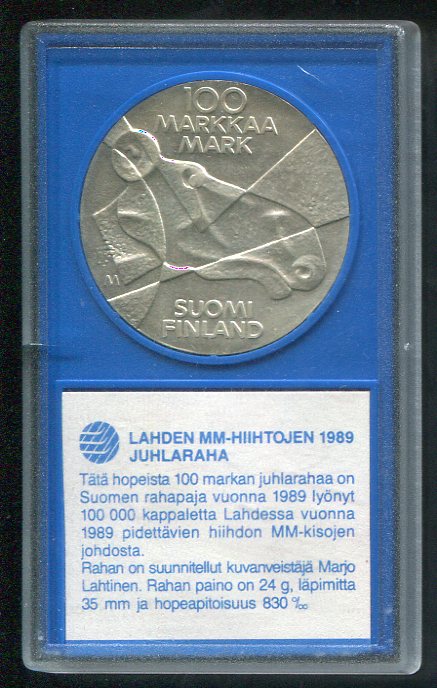 100
MARKKAA
MARK
M
SUOMI
FINLAND
LAHDEN MM-HIIHTOJEN 1989
JUHLARAHA
Tätä hopeista 100 markan juhlarahaa on
Suomen rahapaja vuonna 1989 lyönyt
100 000 kappaletta Lahdessa vuonna
1989 pidettävien hiihdon MM-kisojen
johdosta.
Rahan on suunnitellut kuvanveistäjä Marjo
Lahtinen. Rahan paino on 24 g, läpimitta
35 mm ja hopeapitoisuus 830 ‰